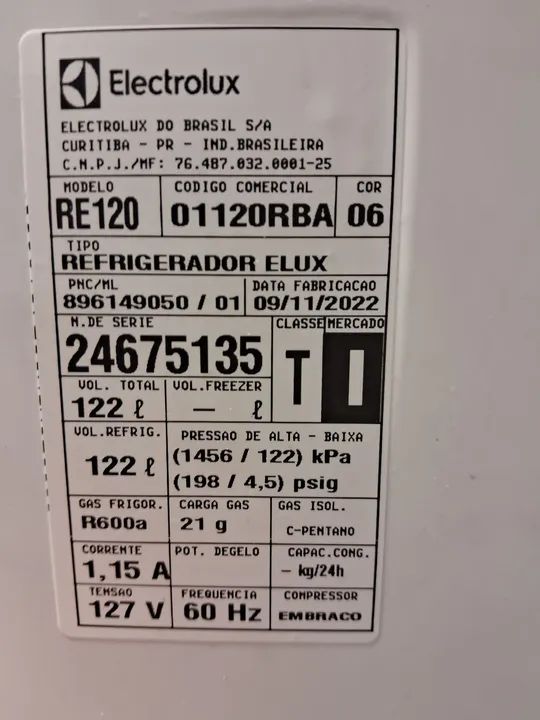 Electrolux
ELECTROLUX DO BRASIL S/A
CURITIBA - PR - IND.BRASILEIRA
C.N.P.J./MF: 76.487.032.0001-25
MODELO CODIGO COMERCIAL COR
RE120 01120RBA 06
TIPO
REFRIGERADOR ELUX
PNC/ML DATA FABRICACAO
896149050 / 01 09/11/2022
N.DE SERIE CLASSE MERCADO
24675135 T I
VOL. TOTAL VOL.FREEZER
122 ℓ — ℓ
VOL.REFRIG. PRESSAO DE ALTA - BAIXA
122 ℓ (1456 / 122) kPa
(198 / 4,5) psig
GAS FRIGOR. CARGA GAS GAS ISOL.
R600a 21 g C-PENTANO
CORRENTE POT. DEGELO CAPAC.CONG.
1,15 A — kg/24h
TENSAO FREQUENCIA COMPRESSOR
127 V 60 Hz EMBRACO